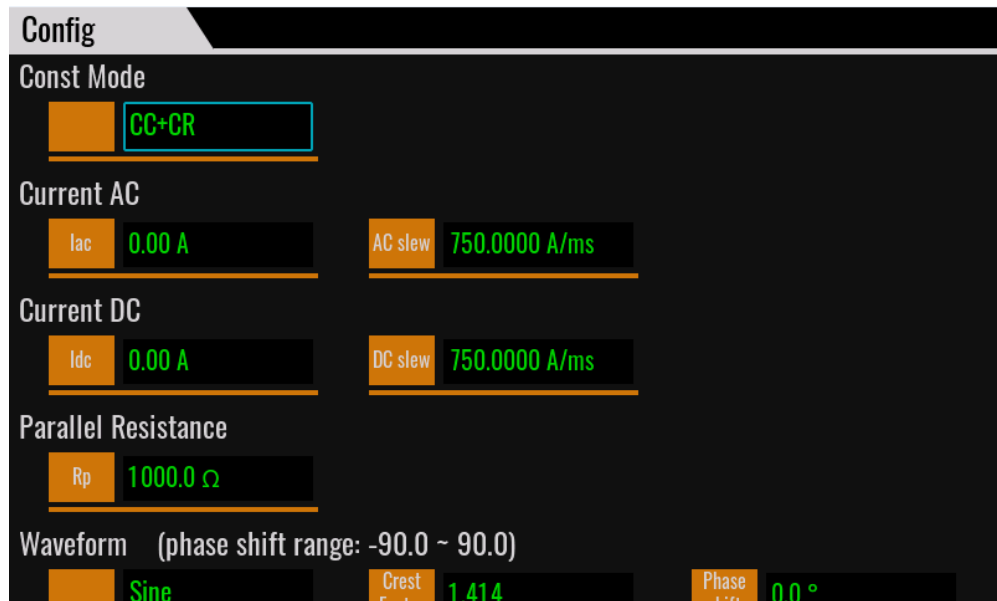 Config
Const Mode
CC+CR
Current AC
Iac 0.00 A AC slew 750.0000 A/ms
Current DC
Idc 0.00 A DC slew 750.0000 A/ms
Parallel Resistance
Rp 1000.0 Ω
Waveform (phase shift range: -90.0 ~ 90.0)
Sine Crest 1.414 Phase 0.0 °